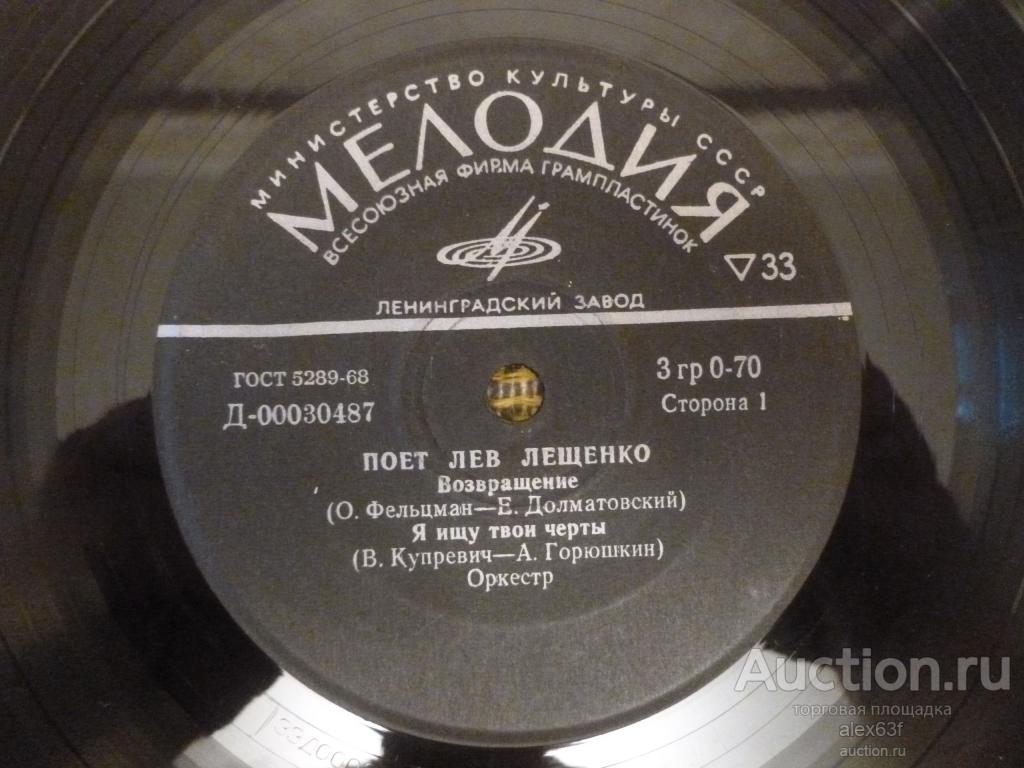 МИНИСТЕРСТВО КУЛЬТУРЫ СССР
МЕЛОДИЯ
ВСЕСОЮЗНАЯ ФИРМА ГРАМПЛАСТИНОК
▽33
ЛЕНИНГРАДСКИЙ ЗАВОД
ГОСТ 5289-68
3 гр 0-70
Д-00030487
Сторона 1
ПОЕТ ЛЕВ ЛЕЩЕНКО
Возвращение
(О. Фельцман—Е. Долматовский)
Я ищу твои черты
(В. Купревич—А. Горюшкин)
Оркестр
Auction.ru
торговая площадка
alex63f
auction.ru